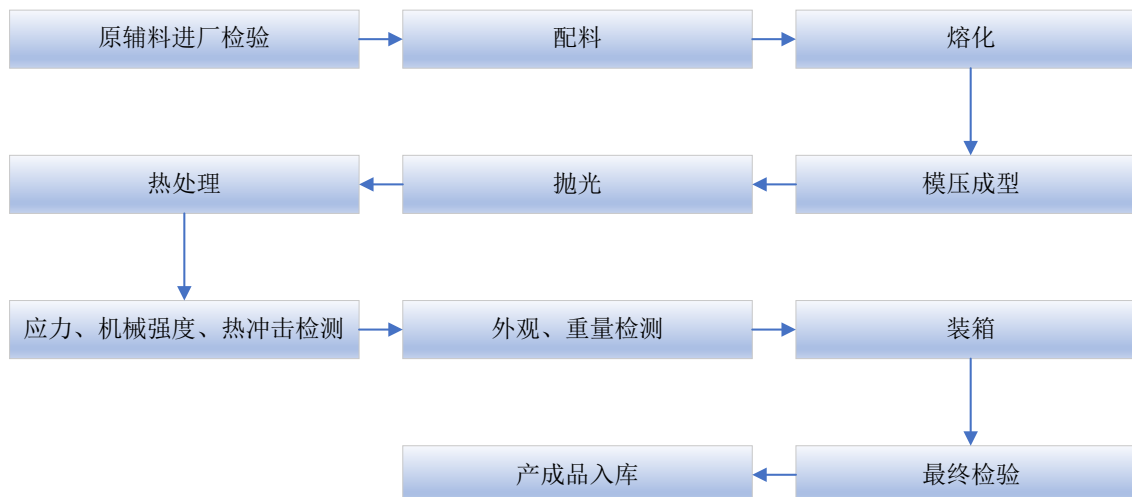 原辅料进厂检验
配料
熔化
热处理
抛光
模压成型
应力、机械强度、热冲击检测
外观、重量检测
装箱
产成品入库
最终检验